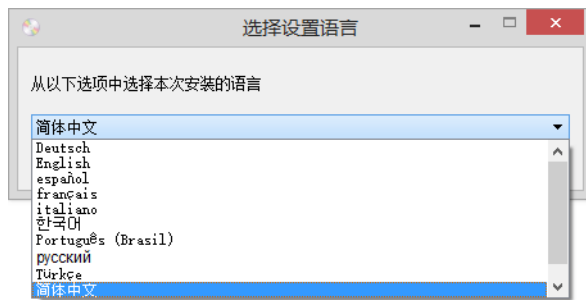 选择设置语言
从以下选项中选择本次安装的语言
简体中文
Deutsch
English
español
français
italiano
한국어
Português (Brasil)
русский
Türkçe
简体中文